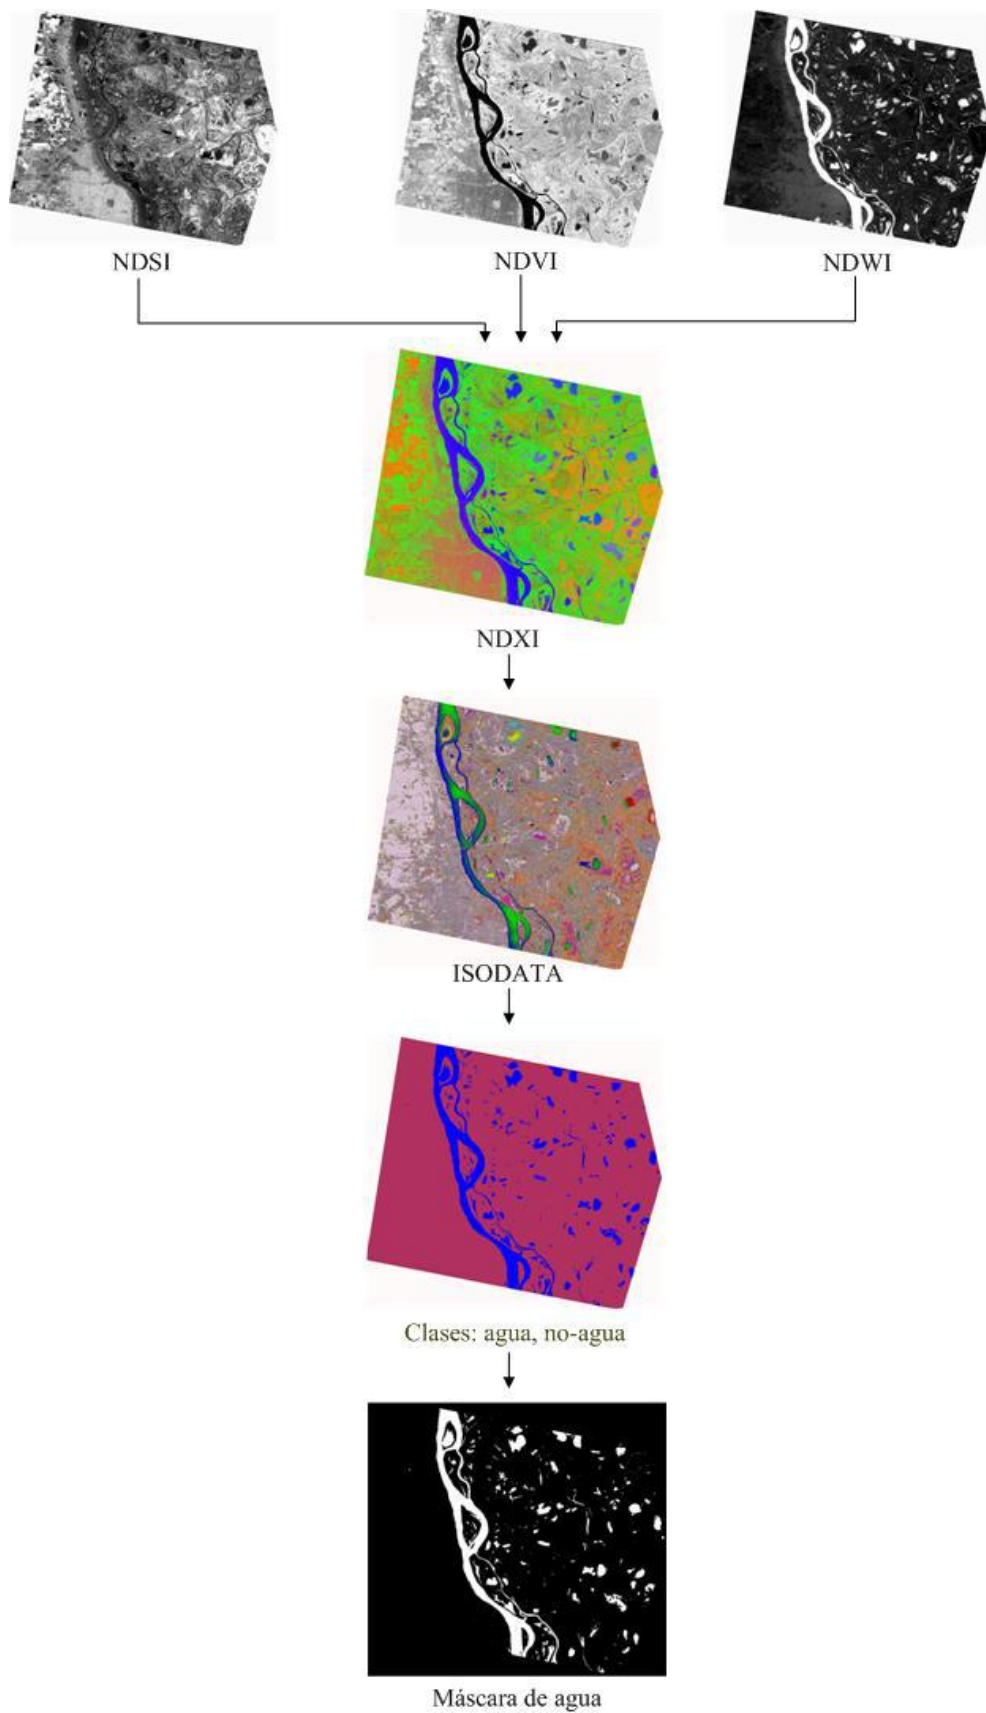 NDSI
NDVI
NDWI
NDXI
ISODATA
Clases: agua, no-agua
Máscara de agua